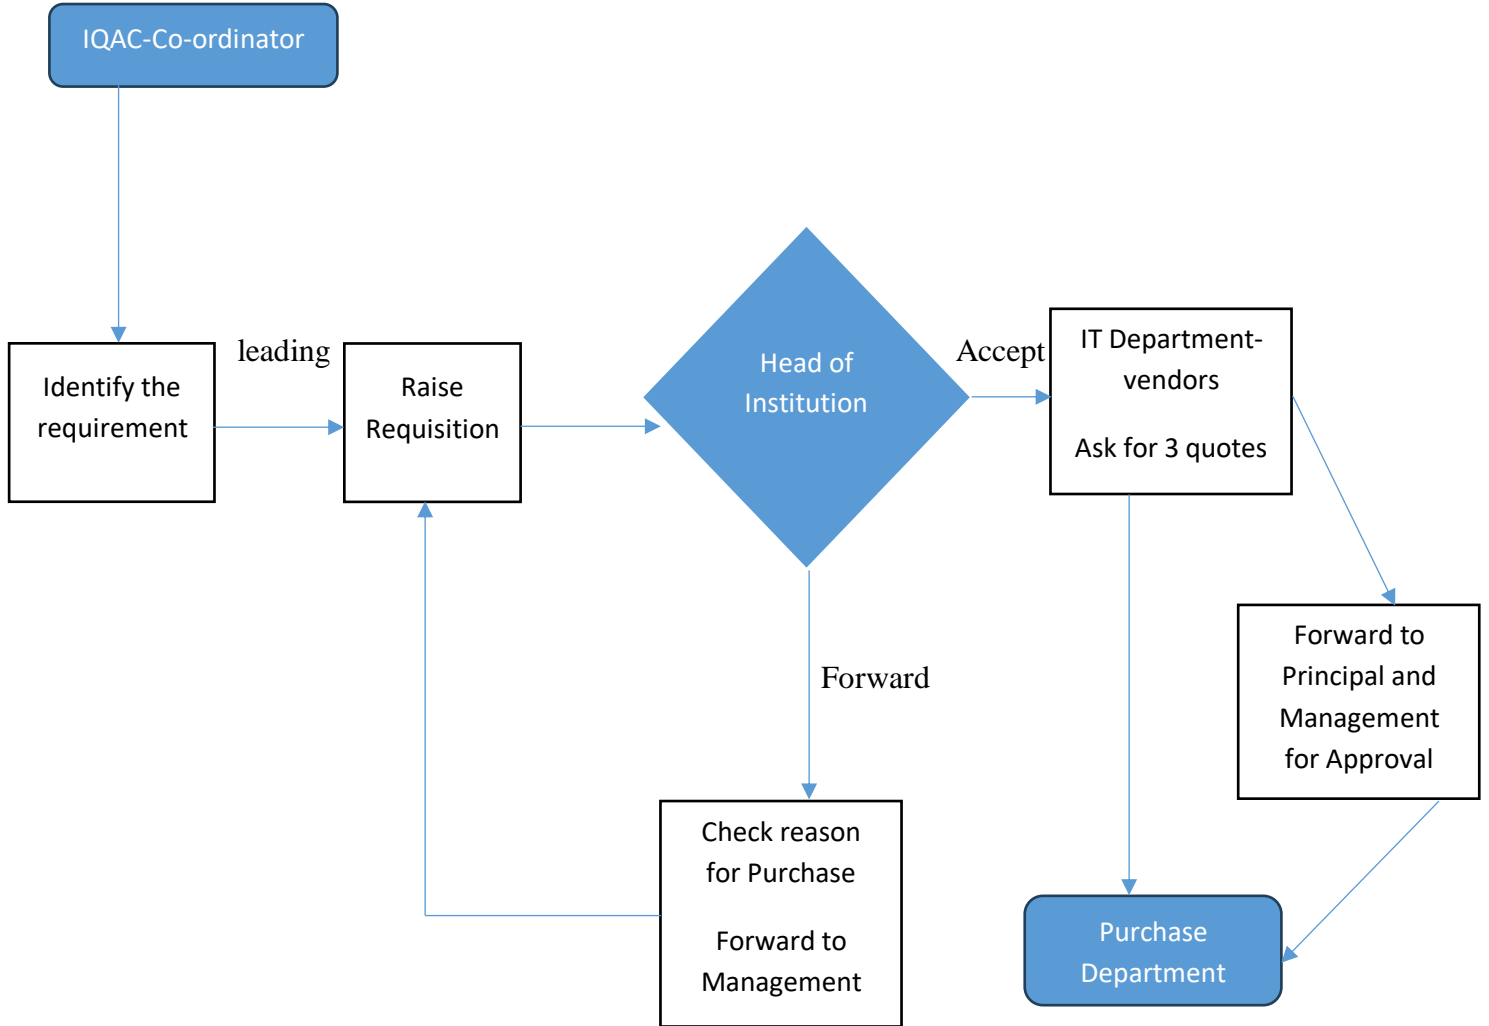 IQAC-Co-ordinator
Identify the
requirement
leading
Raise
Requisition
Head of
Institution
Accept
IT Department-
vendors
Ask for 3 quotes
Forward to
Principal and
Management
for Approval
Forward
Check reason
for Purchase
Forward to
Management
Purchase
Department